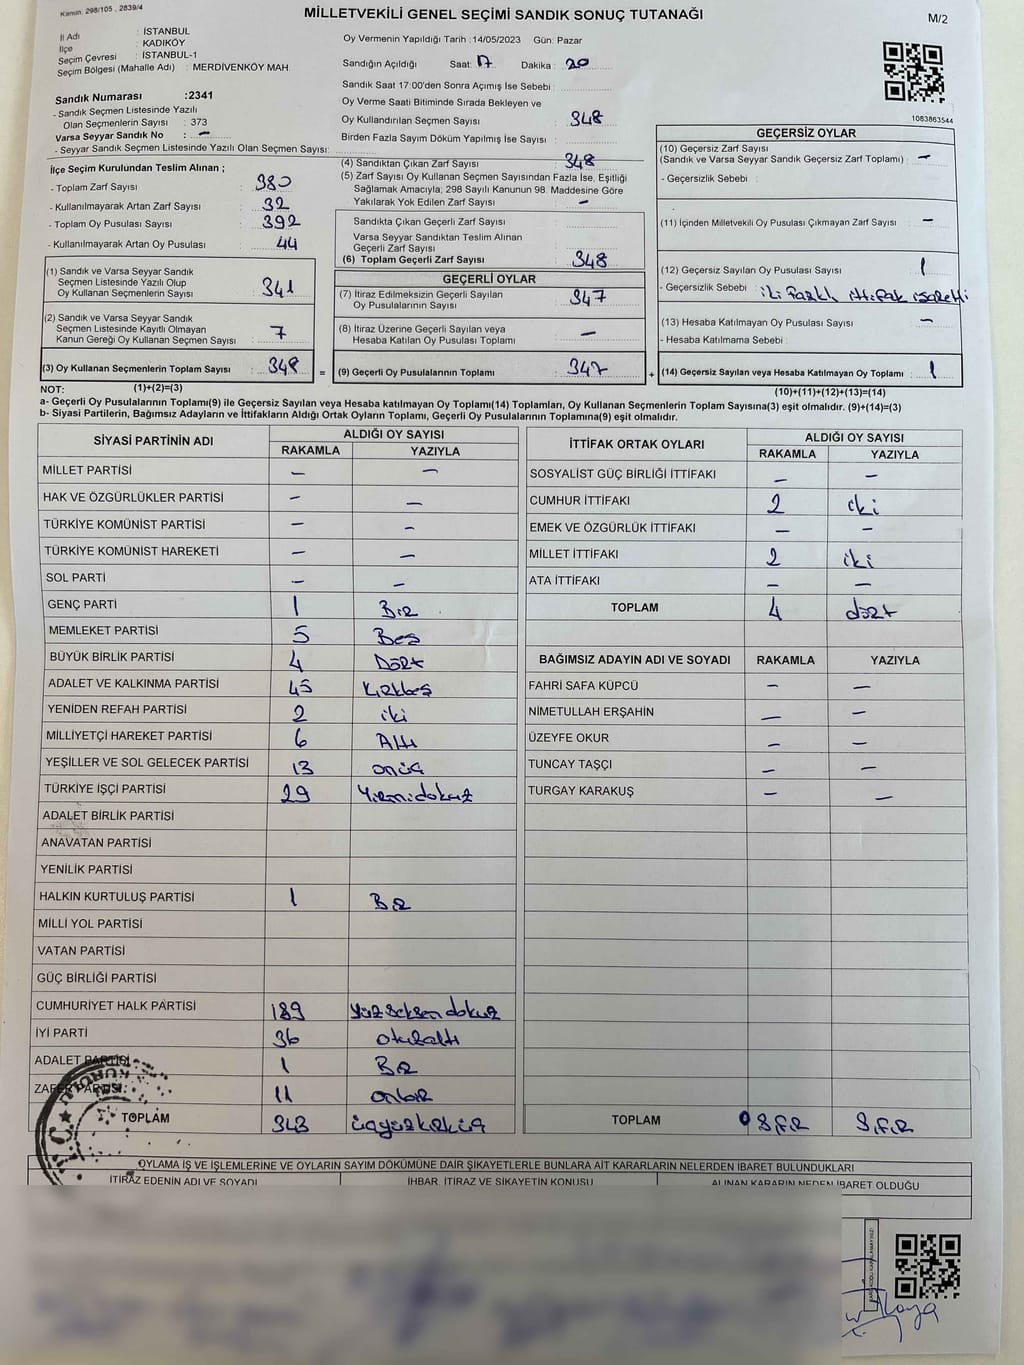 Kanun. 298/105 , 2839/4
MİLLETVEKİLİ GENEL SEÇİMİ SANDIK SONUÇ TUTANAĞI
M/2
İl Adı : İSTANBUL
İlçe : KADIKÖY
Seçim Çevresi : İSTANBUL-1
Seçim Bölgesi (Mahalle Adı) : MERDİVENKÖY MAH.
Oy Vermenin Yapıldığı Tarih :14/05/2023 Gün: Pazar
Sandığın Açıldığı Saat: 17 Dakika : 20
Sandık Saat 17:00'den Sonra Açımış İse Sebebi :
Oy Verme Saati Bitiminde Sırada Bekleyen ve
Oy Kullandırılan Seçmen Sayısı : 348
Birden Fazla Sayım Döküm Yapılmış İse Sayısı :
1083863544
Sandık Numarası :2341
- Sandık Seçmen Listesinde Yazılı
Olan Seçmenlerin Sayısı : 373
Varsa Seyyar Sandık No : –
- Seyyar Sandık Seçmen Listesinde Yazılı Olan Seçmen Sayısı:
İlçe Seçim Kurulundan Teslim Alınan ;
- Toplam Zarf Sayısı : 380
- Kullanılmayarak Artan Zarf Sayısı : 32
- Toplam Oy Pusulası Sayısı : 392
- Kullanılmayarak Artan Oy Pusulası : 44
(1) Sandık ve Varsa Seyyar Sandık
Seçmen Listesinde Yazılı Olup
Oy Kullanan Seçmenlerin Sayısı : 341
(2) Sandık ve Varsa Seyyar Sandık
Seçmen Listesinde Kayıtlı Olmayan
Kanun Gereği Oy Kullanan Seçmen Sayısı : 7
(3) Oy Kullanan Seçmenlerin Toplam Sayısı : 348 =
(4) Sandıktan Çıkan Zarf Sayısı : 348
(5) Zarf Sayısı Oy Kullanan Seçmen Sayısından Fazla İse, Eşitliği
Sağlamak Amacıyla; 298 Sayılı Kanunun 98. Maddesine Göre
Yakılarak Yok Edilen Zarf Sayısı : –
Sandıkta Çıkan Geçerli Zarf Sayısı :
Varsa Seyyar Sandıktan Teslim Alınan
Geçerli Zarf Sayısı :
(6) Toplam Geçerli Zarf Sayısı : 348
GEÇERLİ OYLAR
(7) İtiraz Edilmeksizin Geçerli Sayılan
Oy Pusulalarının Sayısı : 347
(8) İtiraz Üzerine Geçerli Sayılan veya
Hesaba Katılan Oy Pusulası Toplamı : –
(9) Geçerli Oy Pusulalarının Toplamı : 347 +
GEÇERSİZ OYLAR
(10) Geçersiz Zarf Sayısı
(Sandık ve Varsa Seyyar Sandık Geçersiz Zarf Toplamı) : –
- Geçersizlik Sebebi :
(11) İçinden Milletvekili Oy Pusulası Çıkmayan Zarf Sayısı : –
(12) Geçersiz Sayılan Oy Pusulası Sayısı : 1
- Geçersizlik Sebebi : iki farklı ittifak işaretli
(13) Hesaba Katılmayan Oy Pusulası Sayısı : –
- Hesaba Katılmama Sebebi :
(14) Geçersiz Sayılan veya Hesaba Katılmayan Oy Toplamı : 1
NOT: (1)+(2)=(3)
(10)+(11)+(12)+(13)=(14)
a- Geçerli Oy Pusulalarının Toplamı(9) ile Geçersiz Sayılan veya Hesaba katılmayan Oy Toplamı(14) Toplamları, Oy Kullanan Seçmenlerin Toplam Sayısına(3) eşit olmalıdır. (9)+(14)=(3)
b- Siyasi Partilerin, Bağımsız Adayların ve İttifakların Aldığı Ortak Oyların Toplamı, Geçerli Oy Pusulalarının Toplamına(9) eşit olmalıdır.
SİYASİ PARTİNİN ADI ALDIĞI OY SAYISI
RAKAMLA YAZIYLA
MİLLET PARTİSİ – –
HAK VE ÖZGÜRLÜKLER PARTİSİ – –
TÜRKİYE KOMÜNİST PARTİSİ – –
TÜRKİYE KOMÜNİST HAREKETİ – –
SOL PARTİ – –
GENÇ PARTİ 1 Bir
MEMLEKET PARTİSİ 5 Beş
BÜYÜK BİRLİK PARTİSİ 4 Dört
ADALET VE KALKINMA PARTİSİ 45 Kırkbeş
YENİDEN REFAH PARTİSİ 2 iki
MİLLİYETÇİ HAREKET PARTİSİ 6 Altı
YEŞİLLER VE SOL GELECEK PARTİSİ 13 onüç
TÜRKİYE İŞÇİ PARTİSİ 29 Yirmidokuz
ADALET BİRLİK PARTİSİ
ANAVATAN PARTİSİ
YENİLİK PARTİSİ
HALKIN KURTULUŞ PARTİSİ 1 Bir
MİLLİ YOL PARTİSİ
VATAN PARTİSİ
GÜÇ BİRLİĞİ PARTİSİ
CUMHURİYET HALK PARTİSİ 189 yüzseksendokuz
İYİ PARTİ 36 otuzaltı
ADALET PARTİSİ 1 Bir
ZAFER PARTİSİ 11 onbir
TOPLAM 343 üçyüzkırküç
İTTİFAK ORTAK OYLARI ALDIĞI OY SAYISI
RAKAMLA YAZIYLA
SOSYALİST GÜÇ BİRLİĞİ İTTİFAKI – –
CUMHUR İTTİFAKI 2 iki
EMEK VE ÖZGÜRLÜK İTTİFAKI – –
MİLLET İTTİFAKI 2 iki
ATA İTTİFAKI – –
TOPLAM 4 dört
BAĞIMSIZ ADAYIN ADI VE SOYADI RAKAMLA YAZIYLA
FAHRİ SAFA KÜPCÜ – –
NİMETULLAH ERŞAHİN – –
ÜZEYFE OKUR – –
TUNCAY TAŞÇI – –
TURGAY KARAKUŞ – –
TOPLAM 0 Sıfır Sıfır
OYLAMA İŞ VE İŞLEMLERİNE VE OYLARIN SAYIM DÖKÜMÜNE DAİR ŞİKAYETLERLE BUNLARA AİT KARARLARIN NELERDEN İBARET BULUNDUKLARI
İTİRAZ EDENİN ADI VE SOYADI İHBAR, İTİRAZ VE ŞİKAYETİN KONUSU ALINAN KARARIN NEDEN İBARET OLDUĞU